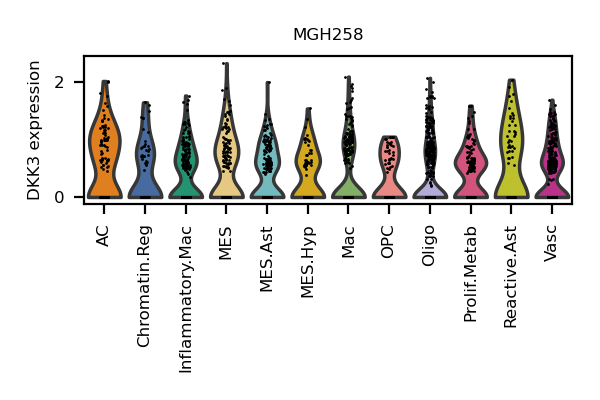 MGH258
DKK3 expression
2
0
AC
Chromatin.Reg
Inflammatory.Mac
MES
MES.Ast
MES.Hyp
Mac
OPC
Oligo
Prolif.Metab
Reactive.Ast
Vasc